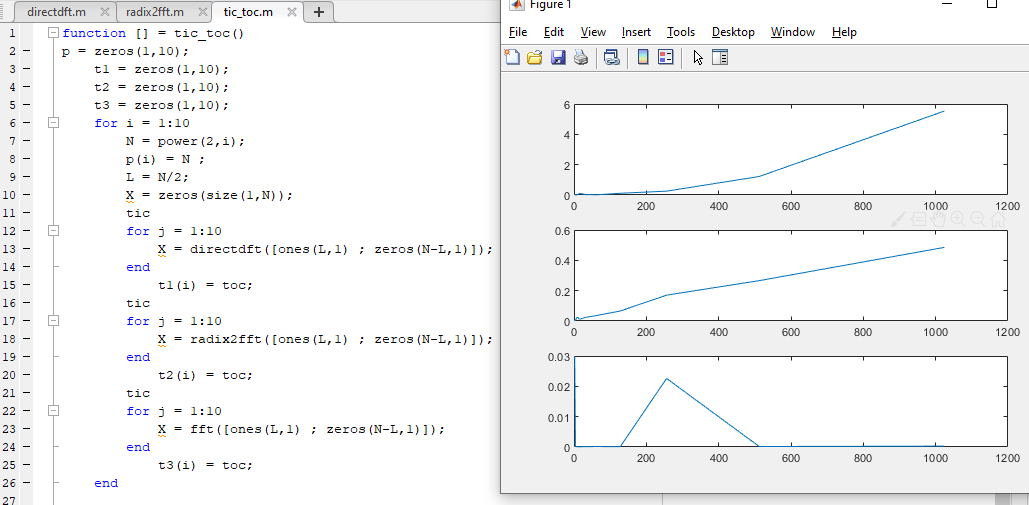 directdft.m × radix2fft.m × tic_toc.m × +
1 function [] = tic_toc()
2 – p = zeros(1,10);
3 – t1 = zeros(1,10);
4 – t2 = zeros(1,10);
5 – t3 = zeros(1,10);
6 – for i = 1:10
7 – N = power(2,i);
8 – p(i) = N ;
9 – L = N/2;
10 – X = zeros(size(1,N));
11 – tic
12 – for j = 1:10
13 – X = directdft([ones(L,1) ; zeros(N-L,1)]);
14 – end
15 – t1(i) = toc;
16 – tic
17 – for j = 1:10
18 – X = radix2fft([ones(L,1) ; zeros(N-L,1)]);
19 – end
20 – t2(i) = toc;
21 – tic
22 – for j = 1:10
23 – X = fft([ones(L,1) ; zeros(N-L,1)]);
24 – end
25 – t3(i) = toc;
26 – end
27
Figure 1
File Edit View Insert Tools Desktop Window Help
6
4
2
0
0 200 400 600 800 1000 1200
0.6
0.4
0.2
0
0 200 400 600 800 1000 1200
0.03
0.02
0.01
0
0 200 400 600 800 1000 1200